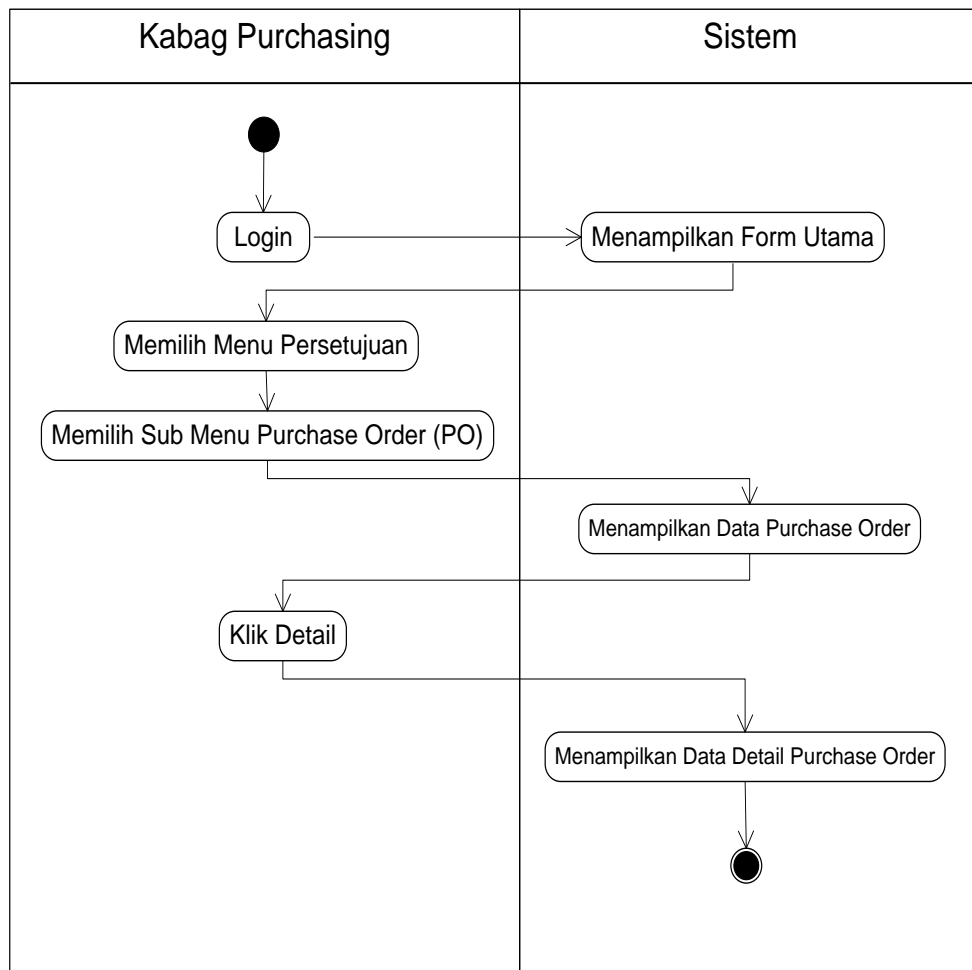 Kabag Purchasing
Sistem
Login
Menampilkan Form Utama
Memilih Menu Persetujuan
Memilih Sub Menu Purchase Order (PO)
Menampilkan Data Purchase Order
Klik Detail
Menampilkan Data Detail Purchase Order